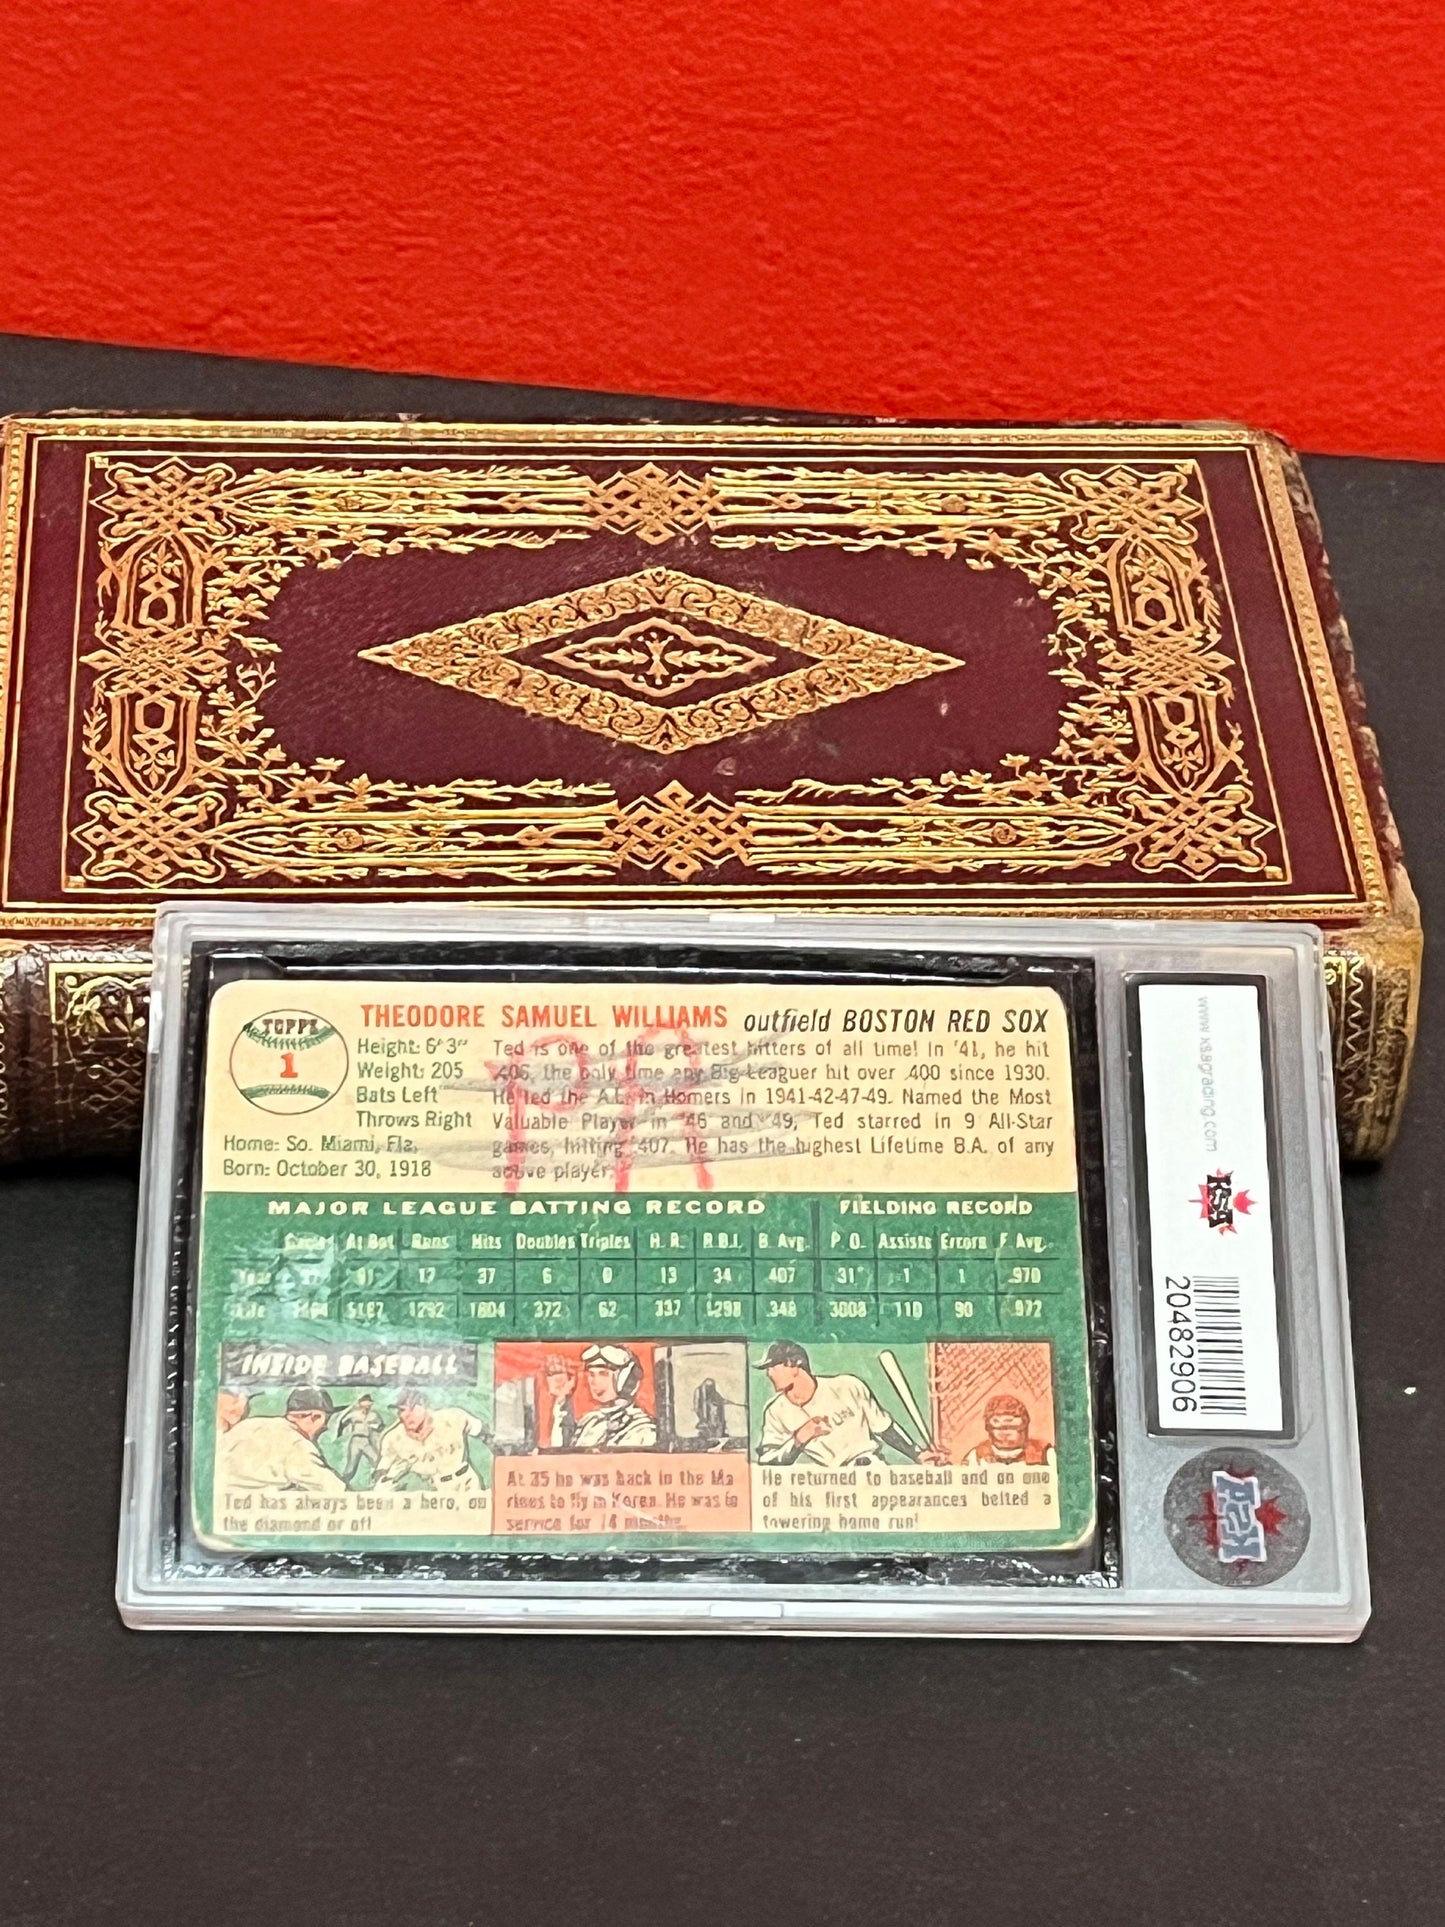 TOPPS
1
THEODORE SAMUEL WILLIAMS outfield BOSTON RED SOX
Height: 6'3"
Weight: 205
Bats Left
Throws Right
Home: So. Miami, Fla.
Born: October 30, 1918
Ted is one of the greatest hitters of all time! In '41, he hit
.406, the only time any Big Leaguer hit over .400 since 1930.
He led the A.L. in Homers in 1941-42-47-49. Named the Most
Valuable Player in '46 and '49, Ted starred in 9 All-Star
games, hitting .407. He has the highest Lifetime B.A. of any
active player.
PR
MAJOR LEAGUE BATTING RECORD FIELDING RECORD
Games At Bat Runs Hits Doubles Triples H.R. R.B.I. B. Avg. P.O. Assists Errors F. Avg.
Year 37 91 17 37 6 0 13 34 .407 31 1 1 .970
Life 5187 1292 1804 372 62 337 1298 .348 3008 110 90 .977
INSIDE BASEBALL
Ted has always been a hero, on
the diamond or off
At 35 he was back in the Ma
rines to fly in Korea. He was in
service for 14 months.
He returned to baseball and on one
of his first appearances belted a
towering home run!
www.ksagrading.com
KSA
20482906
KSA